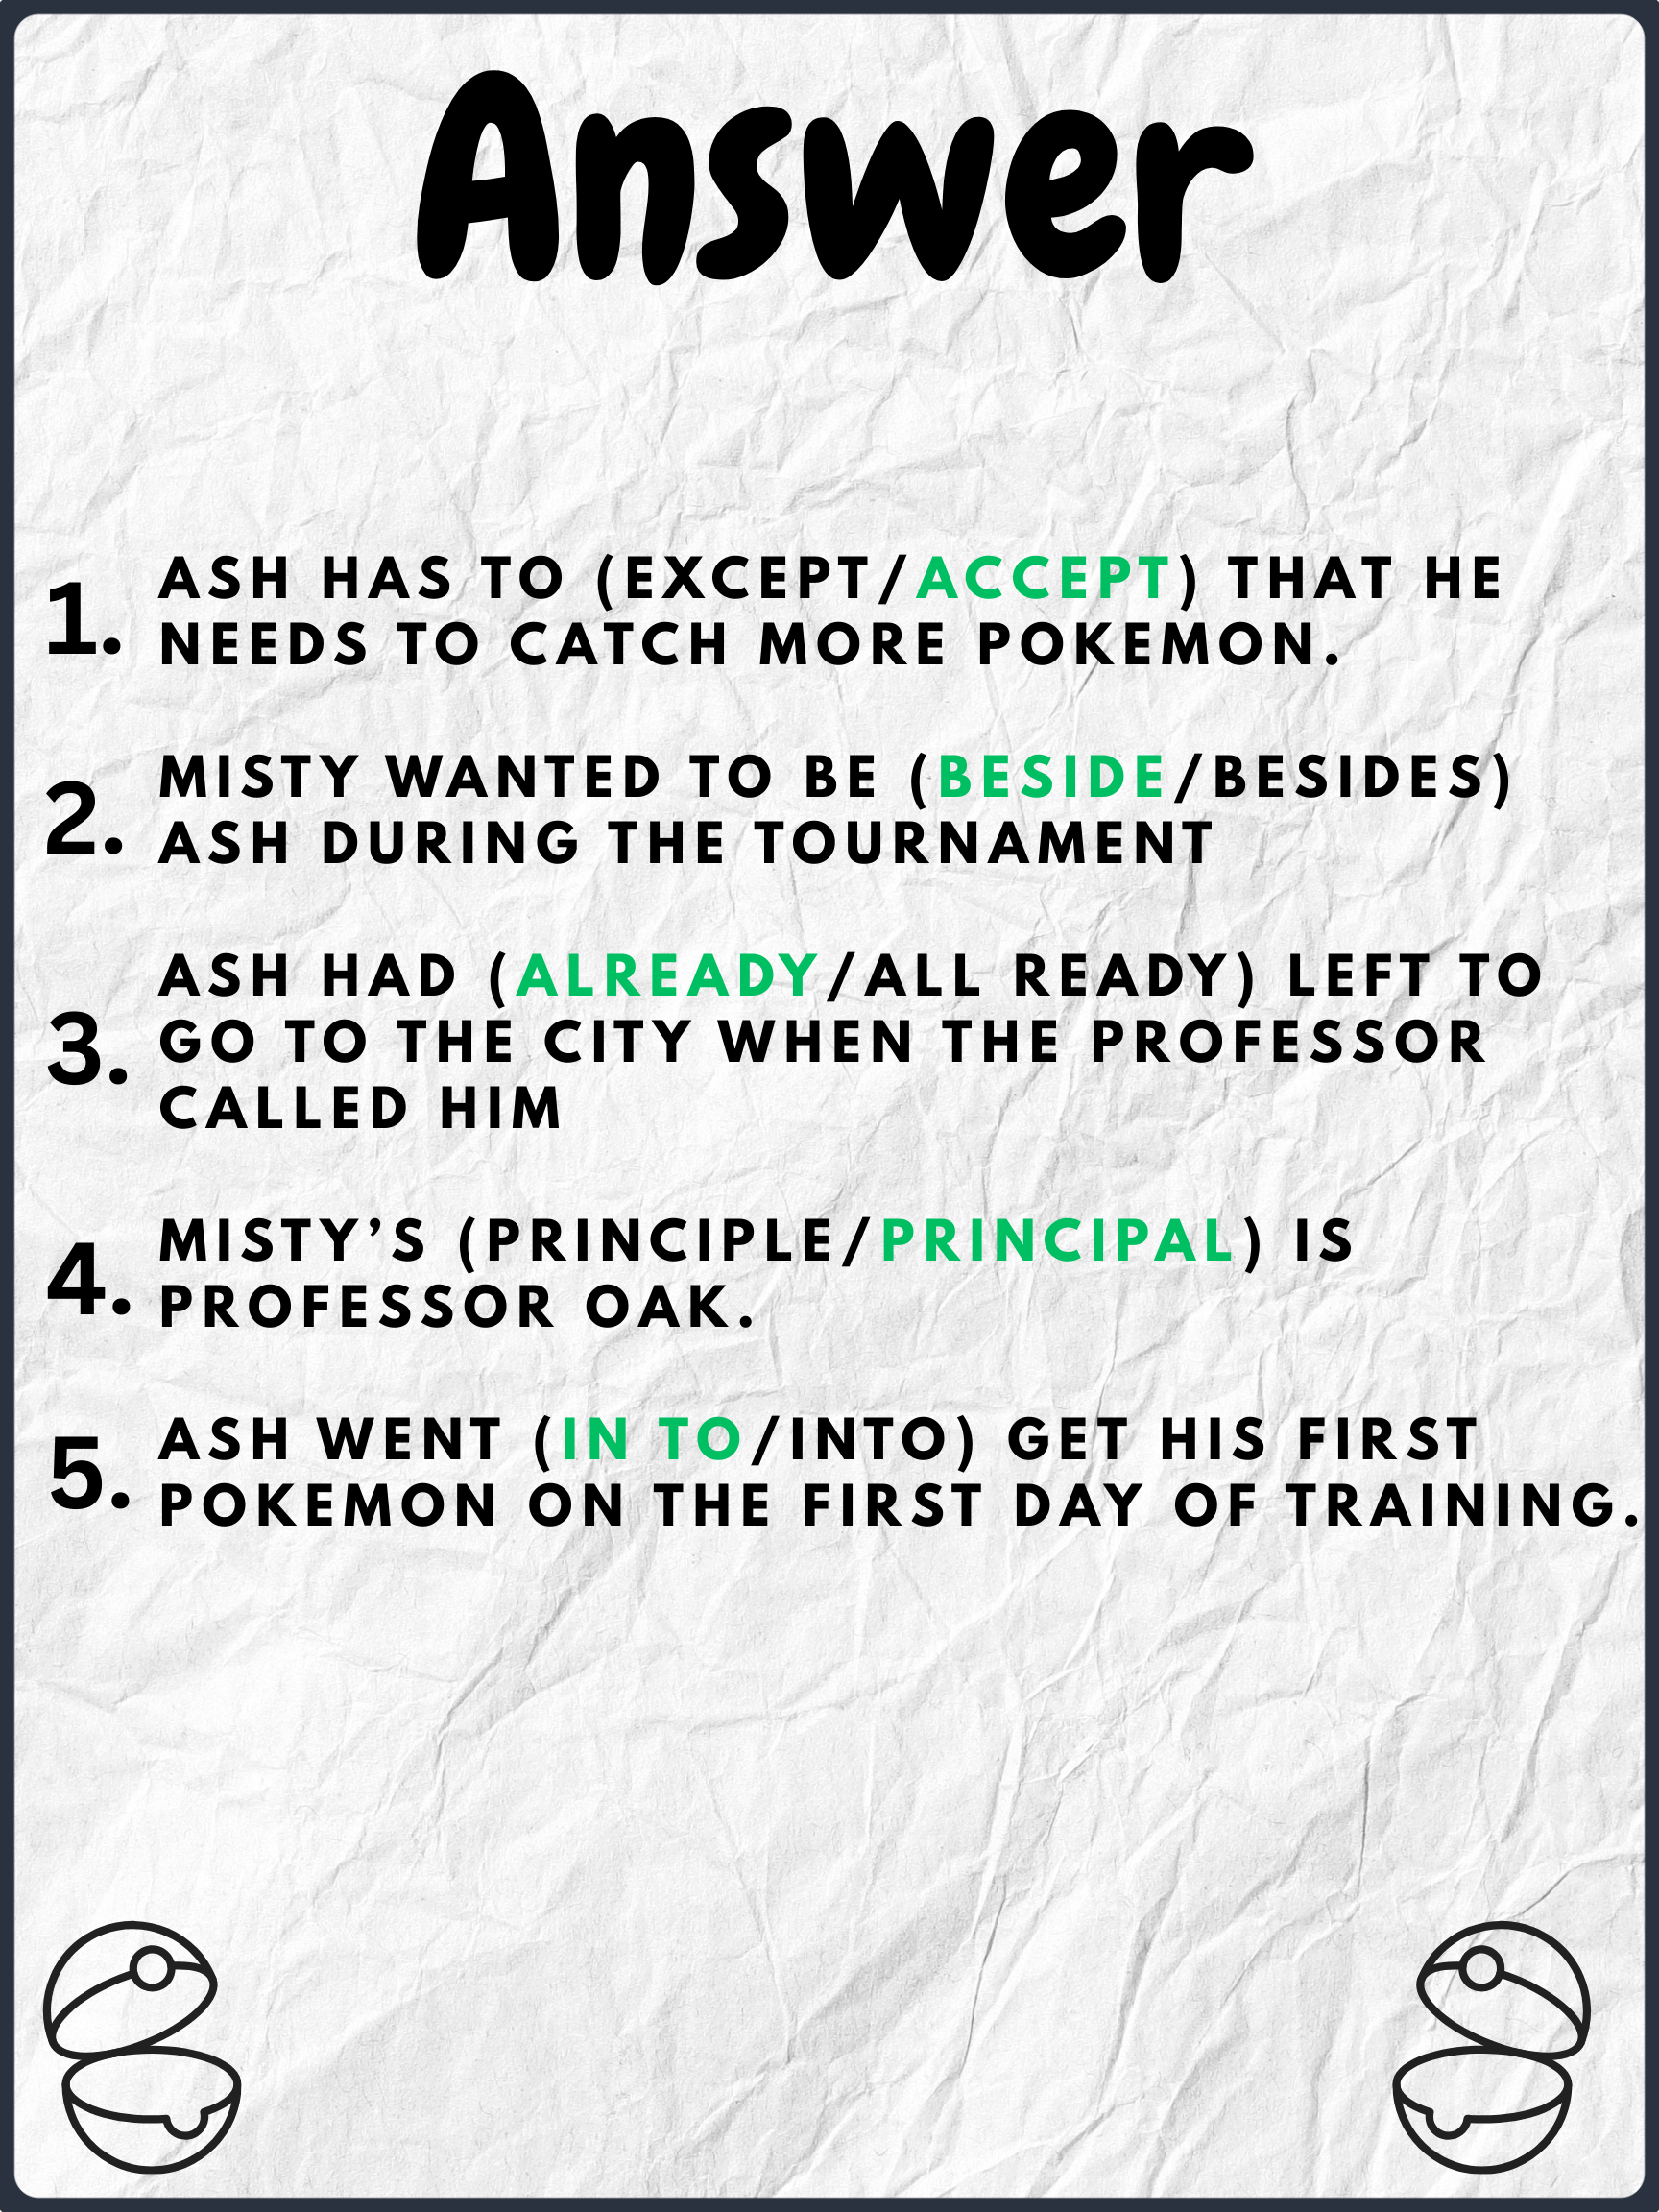 Answer
1. ASH HAS TO (EXCEPT/ACCEPT) THAT HE
NEEDS TO CATCH MORE POKEMON.
2. MISTY WANTED TO BE (BESIDE/BESIDES)
ASH DURING THE TOURNAMENT
3. ASH HAD (ALREADY/ALL READY) LEFT TO
GO TO THE CITY WHEN THE PROFESSOR
CALLED HIM
4. MISTY’S (PRINCIPLE/PRINCIPAL) IS
PROFESSOR OAK.
5. ASH WENT (IN TO/INTO) GET HIS FIRST
POKEMON ON THE FIRST DAY OF TRAINING.